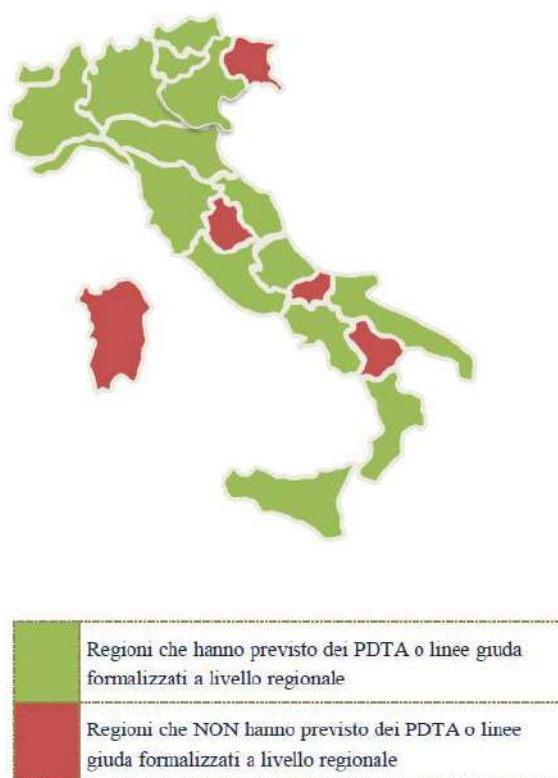 Regioni che hanno previsto dei PDTA o linee giuda
formalizzati a livello regionale
Regioni che NON hanno previsto dei PDTA o linee
giuda formalizzati a livello regionale